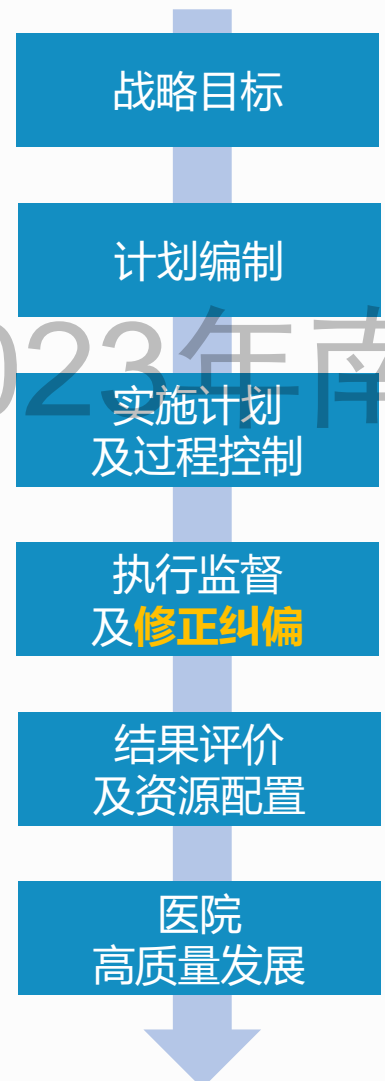 战略目标
计划编制
023年南
实施计划
及过程控制
执行监督
及修正纠偏
结果评价
及资源配置
医院
高质量发展